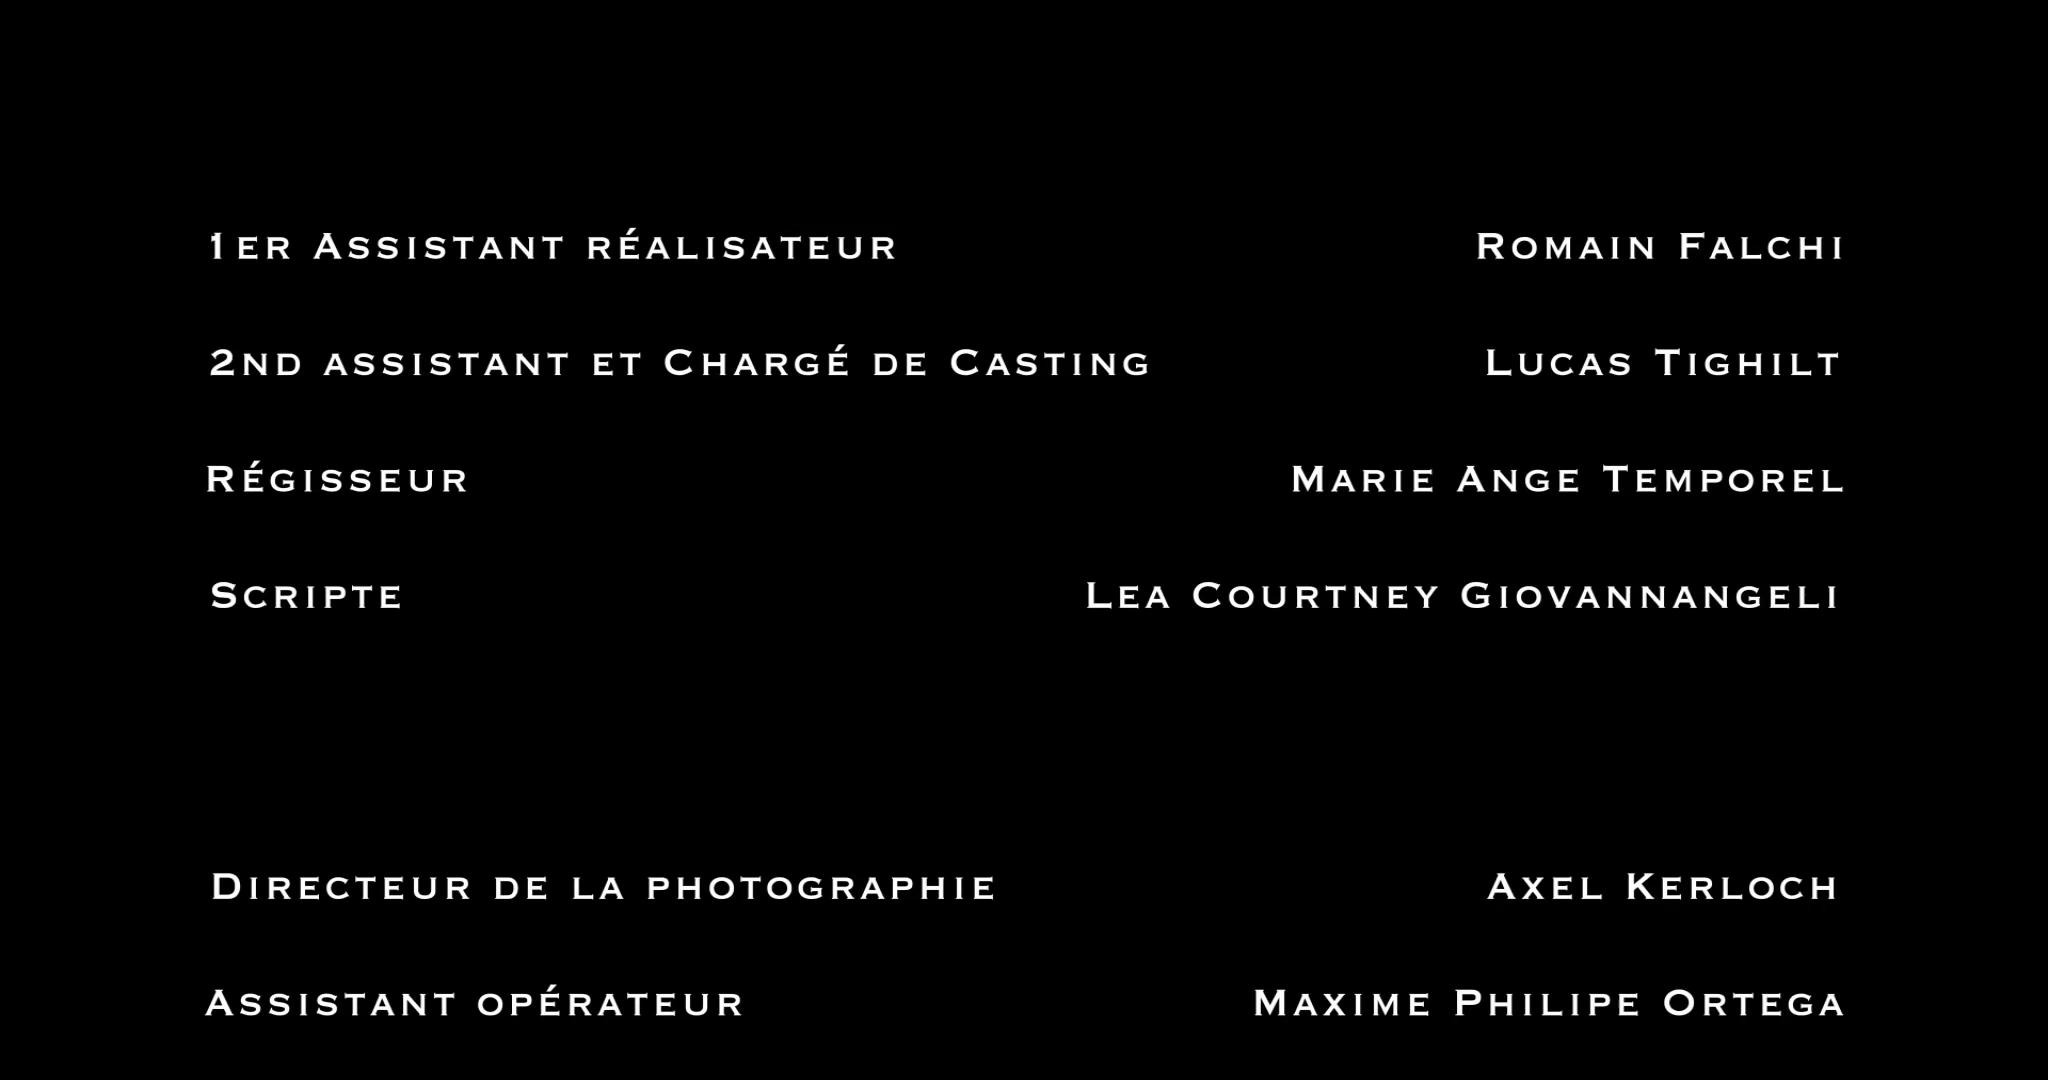 1er Assistant réalisateur Romain Falchi
2nd assistant et Chargé de Casting Lucas Tighilt
Régisseur Marie Ange Temporel
Scripte Lea Courtney Giovannangeli
Directeur de la photographie Axel Kerloch
Assistant opérateur Maxime Philipe Ortega